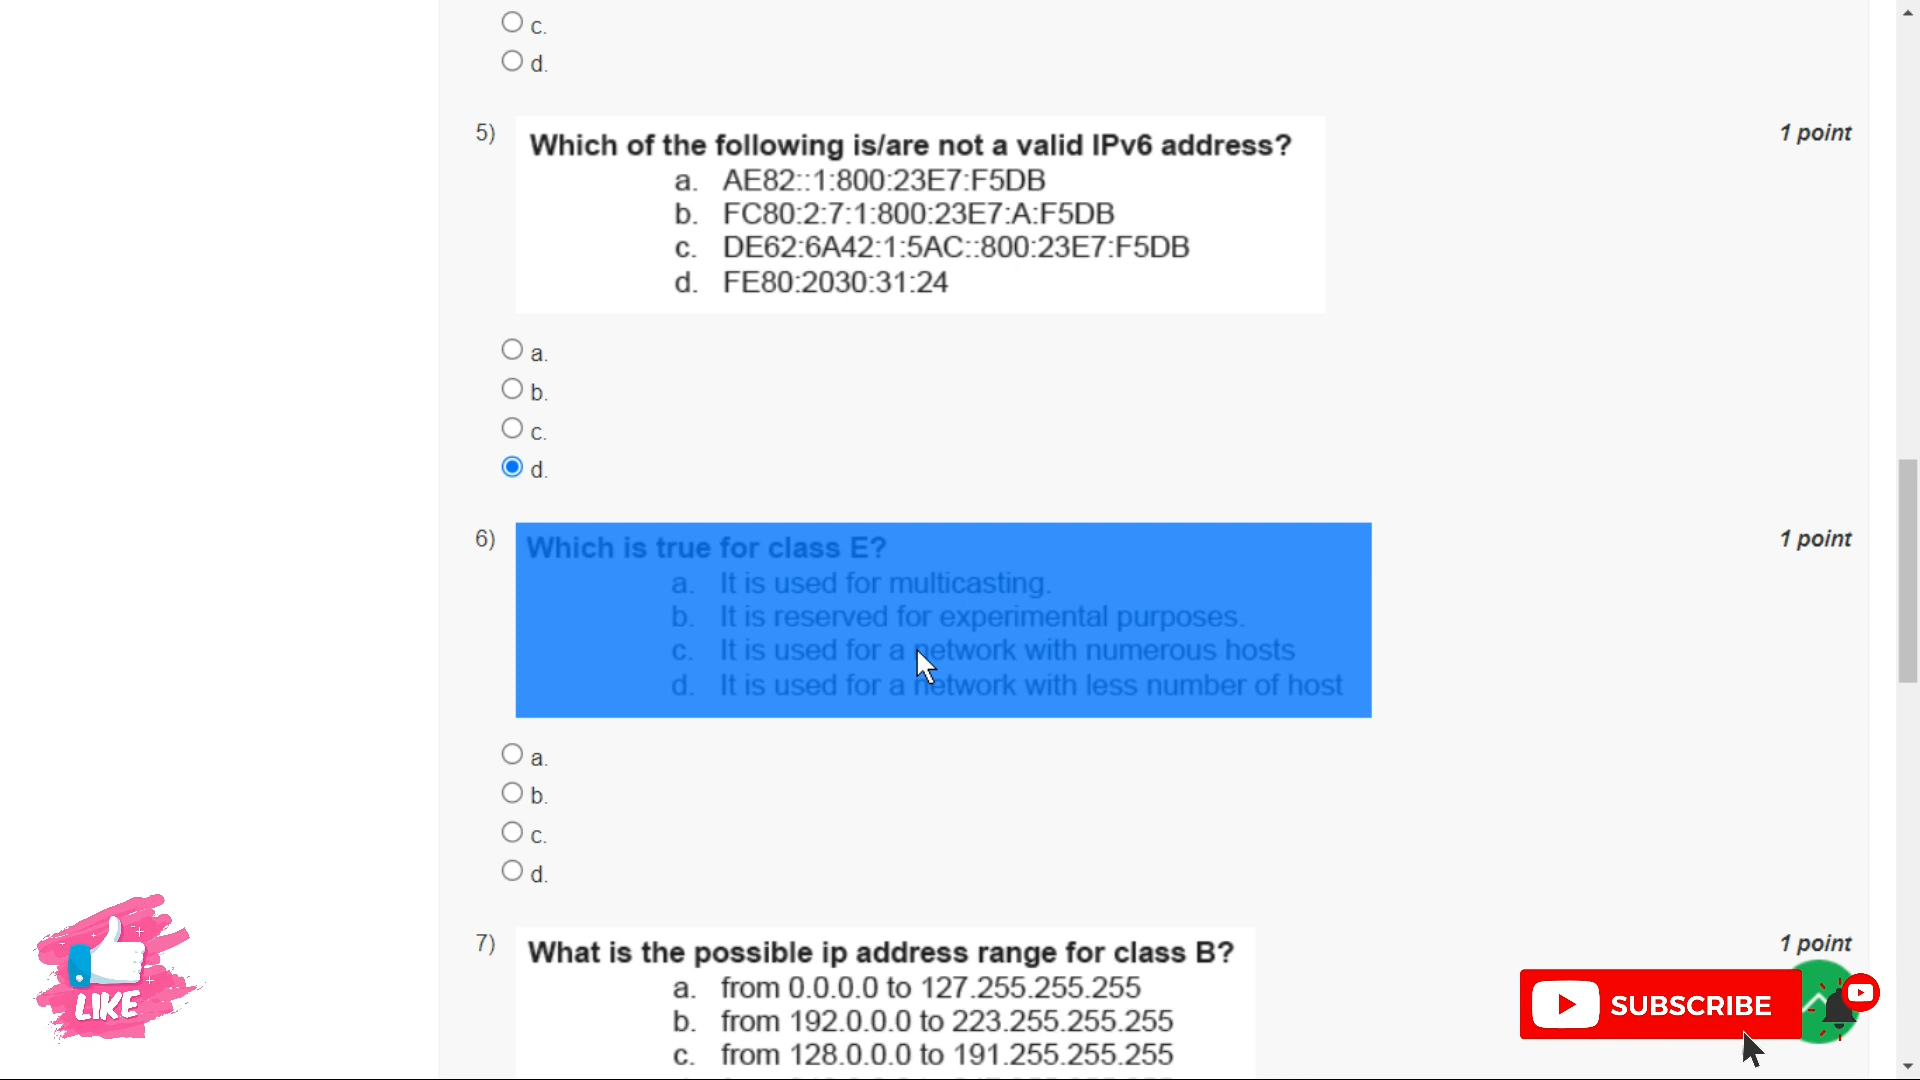 c.
d.
5)
1 point
Which of the following is/are not a valid IPv6 address?
a. AE82::1:800:23E7:F5DB
b. FC80:2:7:1:800:23E7:A:F5DB
c. DE62:6A42:1:5AC::800:23E7:F5DB
d. FE80:2030:31:24
a.
b.
c.
d.
6)
1 point
Which is true for class E?
a. It is used for multicasting.
b. It is reserved for experimental purposes.
c. It is used for a network with numerous hosts
d. It is used for a network with less number of host
a.
b.
c.
d.
7)
1 point
What is the possible ip address range for class B?
a. from 0.0.0.0 to 127.255.255.255
b. from 192.0.0.0 to 223.255.255.255
c. from 128.0.0.0 to 191.255.255.255
LIKE
SUBSCRIBE